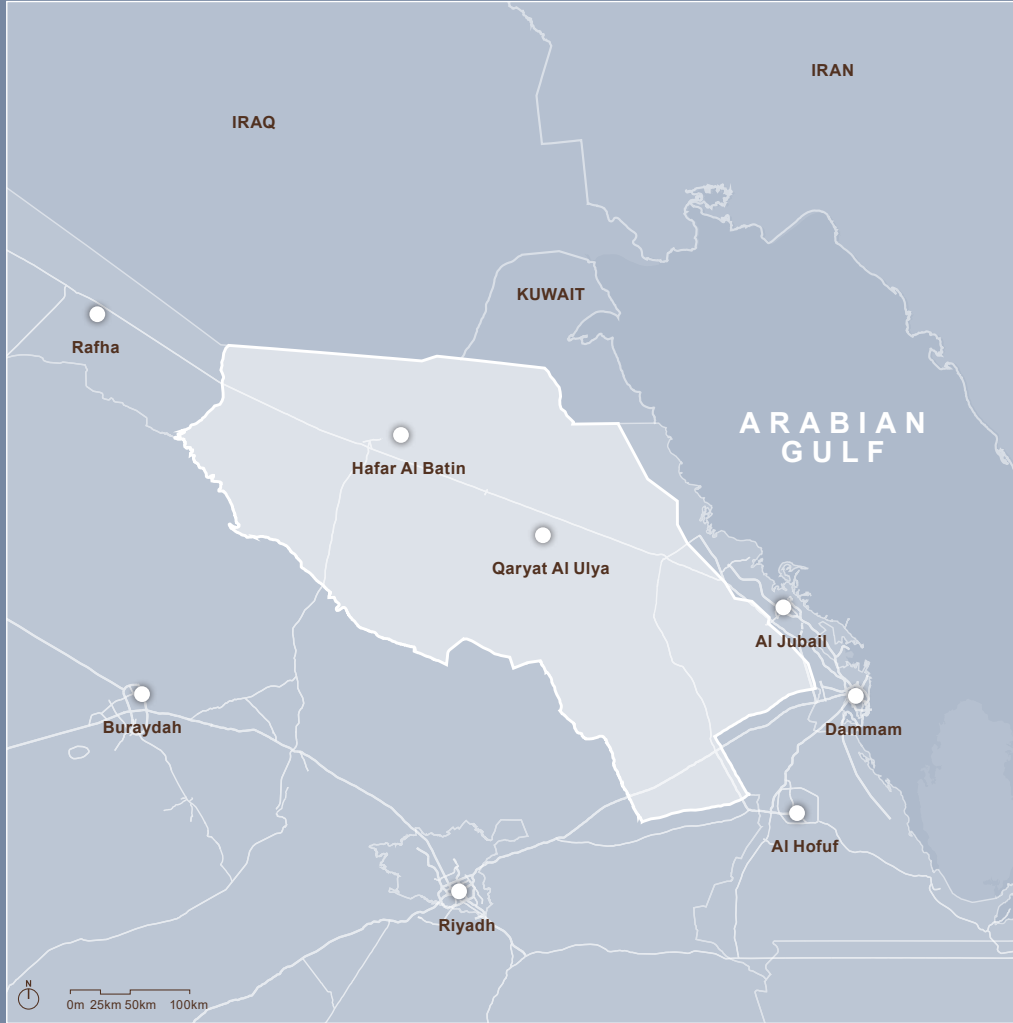 IRAN
IRAQ
KUWAIT
Rafha
ARABIAN
GULF
Hafar Al Batin
Qaryat Al Ulya
Al Jubail
Buraydah
Dammam
Al Hofuf
Riyadh
N
0m 25km 50km 100km